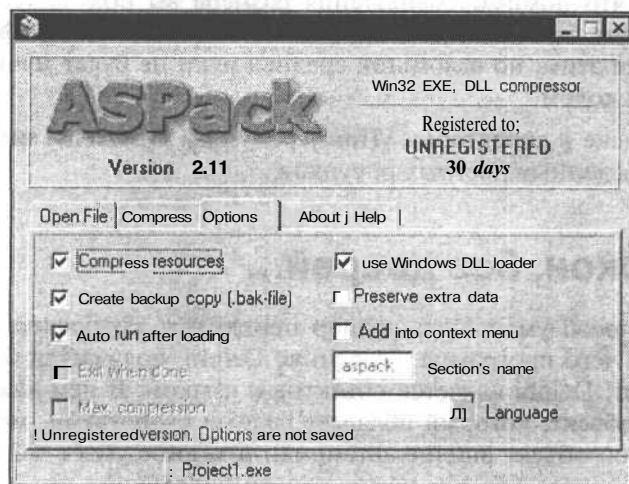 ASPack
Version 2.11
Win32 EXE, DLL compressor
Registered to;
UNREGISTERED
30 days
Open File | Compress Options | About j Help |
Compress resources
Create backup copy (.bak-file)
Auto run after loading
Exit when done
Max. compression
use Windows DLL loader
Preserve extra data
Add into context menu
aspack Section's name
Л] Language
! Unregistered version. Options are not saved
: Project1.exe